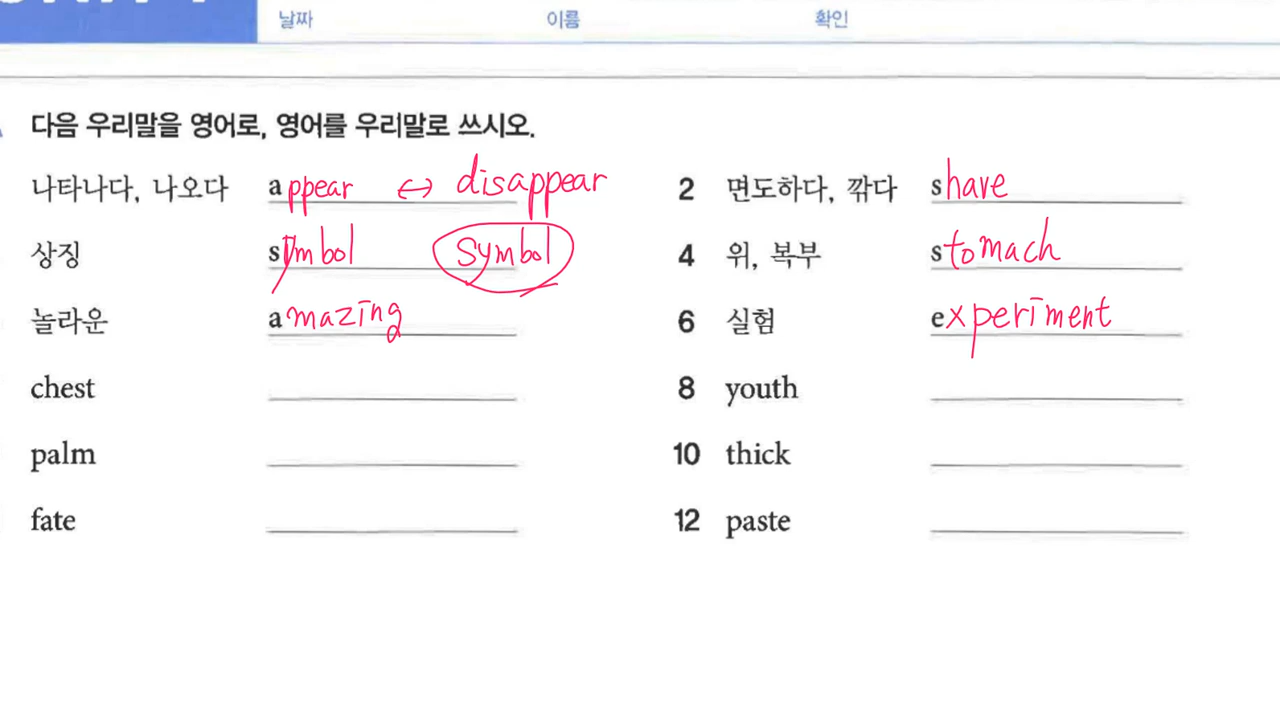 날짜 이름 확인
다음 우리말을 영어로, 영어를 우리말로 쓰시오.
나타나다, 나오다 appear ↔ disappear 2 면도하다, 깎다 shave
상징 symbol symbol 4 위, 복부 stomach
놀라운 amazing 6 실험 experiment
chest 8 youth
palm 10 thick
fate 12 paste